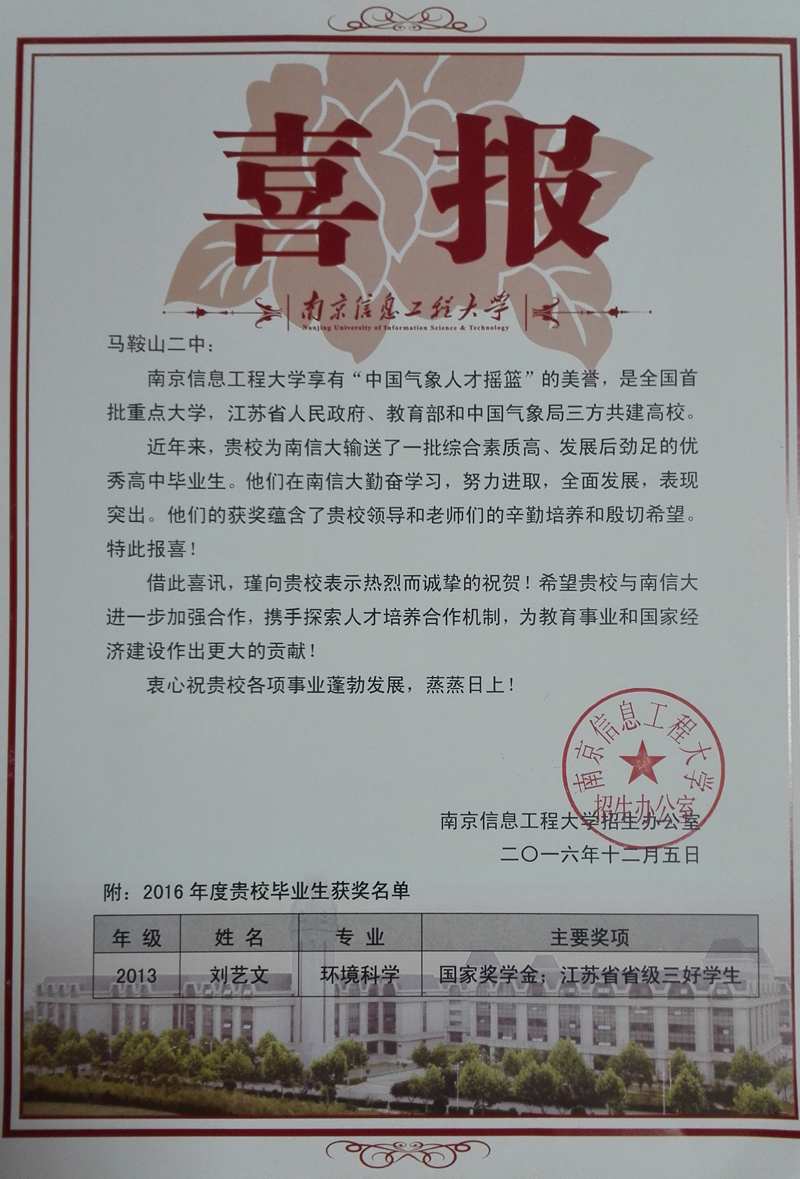 喜报
南京信息工程大学
Nanjing University of Information Science & Technology
马鞍山二中：
南京信息工程大学享有“中国气象人才摇篮”的美誉，是全国首
批重点大学，江苏省人民政府、教育部和中国气象局三方共建高校。
近年来，贵校为南信大输送了一批综合素质高、发展后劲足的优
秀高中毕业生。他们在南信大勤奋学习，努力进取，全面发展，表现
突出。他们的获奖蕴含了贵校领导和老师们的辛勤培养和殷切希望。
特此报喜！
借此喜讯，瑾向贵校表示热烈而诚挚的祝贺！希望贵校与南信大
进一步加强合作，携手探索人才培养合作机制，为教育事业和国家经
济建设作出更大的贡献！
衷心祝贵校各项事业蓬勃发展，蒸蒸日上！
南京信息工程大学
招生办公室
南京信息工程大学招生办公室
二〇一六年十二月五日
附：2016 年度贵校毕业生获奖名单
年 级 姓 名 专 业 主要奖项
2013 刘艺文 环境科学 国家奖学金；江苏省省级三好学生